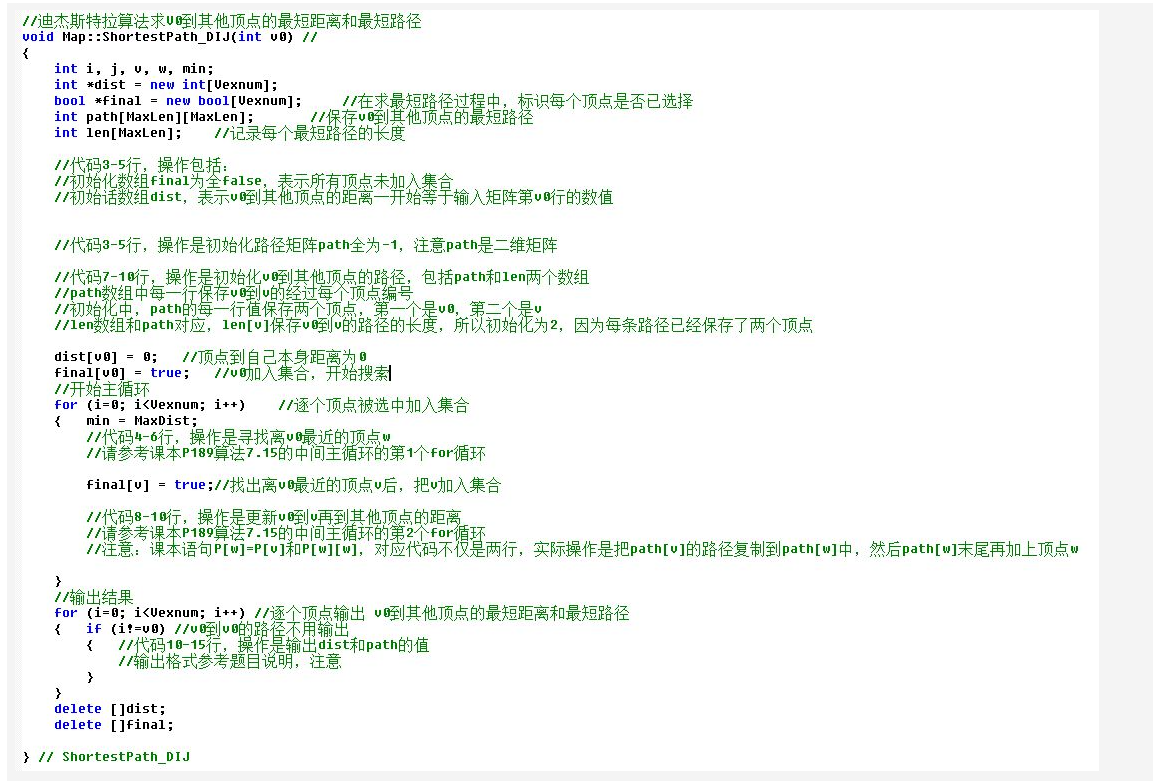 //迪杰斯特拉算法求v0到其他顶点的最短距离和最短路径
void Map::ShortestPath_DIJ(int v0) //
{
    int i, j, v, w, min;
    int *dist = new int[Vexnum];
    bool *final = new bool[Vexnum];     //在求最短路径过程中，标识每个顶点是否已选择
    int path[MaxLen][MaxLen];       //保存v0到其他顶点的最短路径
    int len[MaxLen];    //记录每个最短路径的长度

    //代码3-5行，操作包括：
    //初始化数组final为全false，表示所有顶点未加入集合
    //初始话数组dist，表示v0到其他顶点的距离一开始等于输入矩阵第v0行的数值

    //代码3-5行，操作是初始化路径矩阵path全为-1，注意path是二维矩阵

    //代码7-10行，操作是初始化v0到其他顶点的路径，包括path和len两个数组
    //path数组中每一行保存v0到v的经过每个顶点编号
    //初始化中，path的每一行值保存两个顶点，第一个是v0，第二个是v
    //len数组和path对应，len[v]保存v0到v的路径的长度，所以初始化为2，因为每条路径已经保存了两个顶点

    dist[v0] = 0;   //顶点到自己本身距离为0
    final[v0] = true;   //v0加入集合，开始搜索
    //开始主循环
    for (i=0; i<Vexnum; i++)    //逐个顶点被选中加入集合
    {   min = MaxDist;
        //代码4-6行，操作是寻找离v0最近的顶点w
        //请参考课本P189算法7.15的中间主循环的第1个for循环

        final[v] = true;//找出离v0最近的顶点v后，把v加入集合

        //代码8-10行，操作是更新v0到v再到其他顶点的距离
        //请参考课本P189算法7.15的中间主循环的第2个for循环
        //注意：课本语句P[w]=P[v]和P[w][w]，对应代码不仅是两行，实际操作是把path[v]的路径复制到path[w]中，然后path[w]末尾再加上顶点w

    }
    //输出结果
    for (i=0; i<Vexnum; i++) //逐个顶点输出 v0到其他顶点的最短距离和最短路径
    {   if (i!=v0) //v0到v0的路径不用输出
        {   //代码10-15行，操作是输出dist和path的值
            //输出格式参考题目说明，注意
        }
    }
    delete []dist;
    delete []final;

} // ShortestPath_DIJ